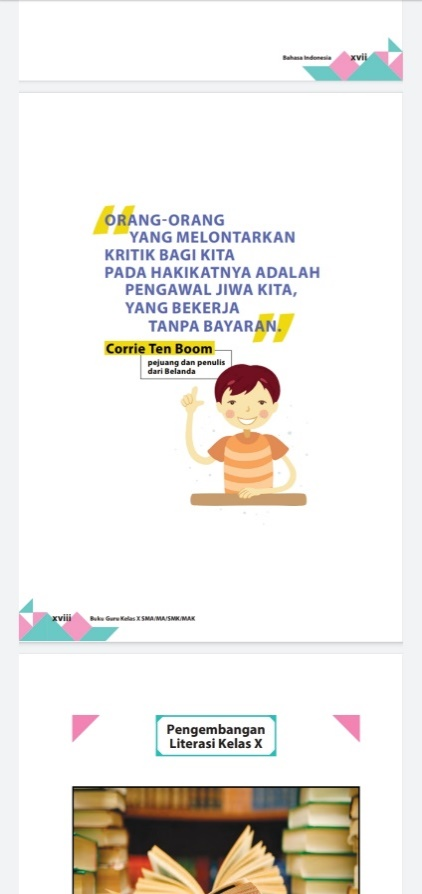 Bahasa Indonesia xvii
ORANG-ORANG
YANG MELONTARKAN
KRITIK BAGI KITA
PADA HAKIKATNYA ADALAH
PENGAWAL JIWA KITA,
YANG BEKERJA
TANPA BAYARAN.
Corrie Ten Boom
pejuang dan penulis
dari Belanda
xviii Buku Guru Kelas X SMA/MA/SMK/MAK
Pengembangan
Literasi Kelas X